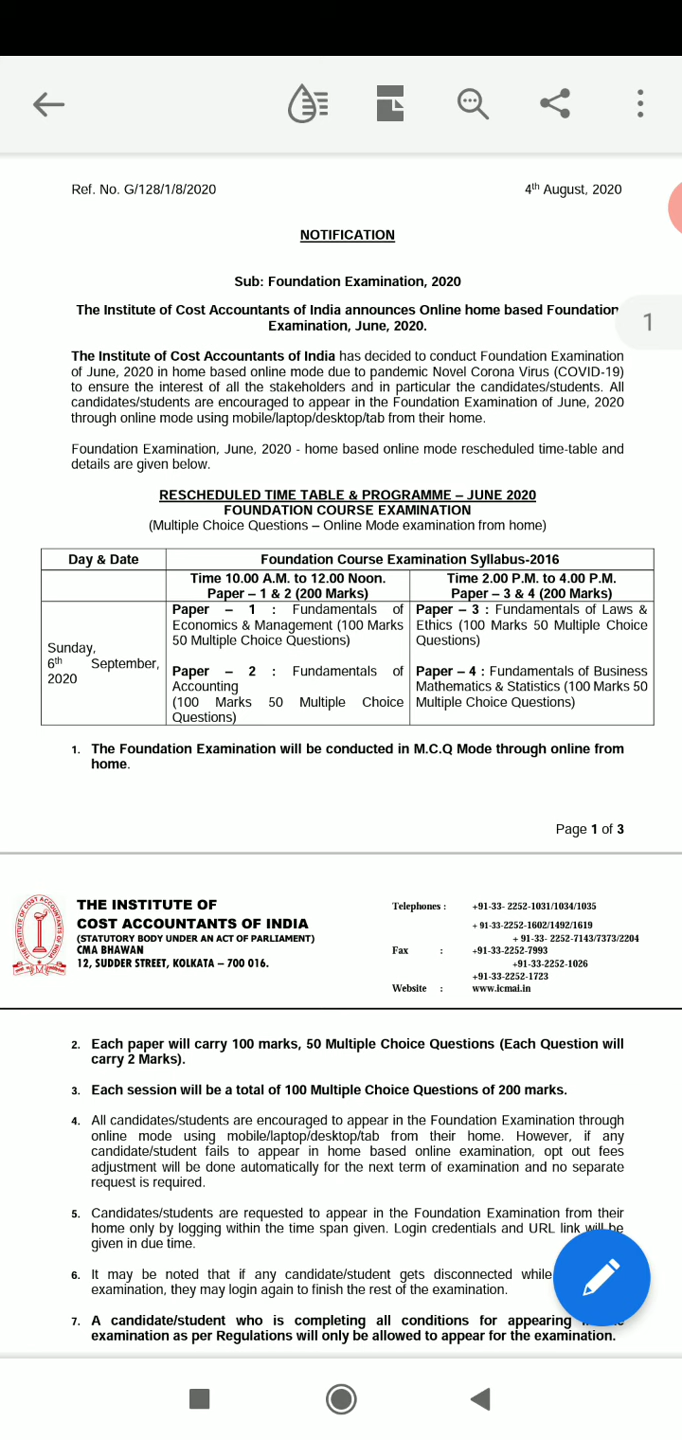 Ref. No. G/128/1/8/2020 4th August, 2020
NOTIFICATION
Sub: Foundation Examination, 2020
The Institute of Cost Accountants of India announces Online home based Foundation
Examination, June, 2020.
1
The Institute of Cost Accountants of India has decided to conduct Foundation Examination
of June, 2020 in home based online mode due to pandemic Novel Corona Virus (COVID-19)
to ensure the interest of all the stakeholders and in particular the candidates/students. All
candidates/students are encouraged to appear in the Foundation Examination of June, 2020
through online mode using mobile/laptop/desktop/tab from their home.
Foundation Examination, June, 2020 - home based online mode rescheduled time-table and
details are given below.
RESCHEDULED TIME TABLE & PROGRAMME – JUNE 2020
FOUNDATION COURSE EXAMINATION
(Multiple Choice Questions – Online Mode examination from home)
Day & Date Foundation Course Examination Syllabus-2016
Time 10.00 A.M. to 12.00 Noon.
Paper – 1 & 2 (200 Marks)
Time 2.00 P.M. to 4.00 P.M.
Paper – 3 & 4 (200 Marks)
Sunday,
6th September,
2020
Paper – 1 : Fundamentals of
Economics & Management (100 Marks
50 Multiple Choice Questions)
Paper – 2 : Fundamentals of
Accounting
(100 Marks 50 Multiple Choice
Questions)
Paper – 3 : Fundamentals of Laws &
Ethics (100 Marks 50 Multiple Choice
Questions)
Paper – 4 : Fundamentals of Business
Mathematics & Statistics (100 Marks 50
Multiple Choice Questions)
1. The Foundation Examination will be conducted in M.C.Q Mode through online from
home.
Page 1 of 3
THE INSTITUTE OF
COST ACCOUNTANTS OF INDIA
(STATUTORY BODY UNDER AN ACT OF PARLIAMENT)
CMA BHAWAN
12, SUDDER STREET, KOLKATA – 700 016.
Telephones : +91-33- 2252-1031/1034/1035
+ 91-33-2252-1602/1492/1619
+ 91-33- 2252-7143/7373/2204
Fax : +91-33-2252-7993
+91-33-2252-1026
+91-33-2252-1723
Website : www.icmai.in
2. Each paper will carry 100 marks, 50 Multiple Choice Questions (Each Question will
carry 2 Marks).
3. Each session will be a total of 100 Multiple Choice Questions of 200 marks.
4. All candidates/students are encouraged to appear in the Foundation Examination through
online mode using mobile/laptop/desktop/tab from their home. However, if any
candidate/student fails to appear in home based online examination, opt out fees
adjustment will be done automatically for the next term of examination and no separate
request is required.
5. Candidates/students are requested to appear in the Foundation Examination from their
home only by logging within the time span given. Login credentials and URL link will be
given in due time.
6. It may be noted that if any candidate/student gets disconnected while
examination, they may login again to finish the rest of the examination.
7. A candidate/student who is completing all conditions for appearing
examination as per Regulations will only be allowed to appear for the examination.